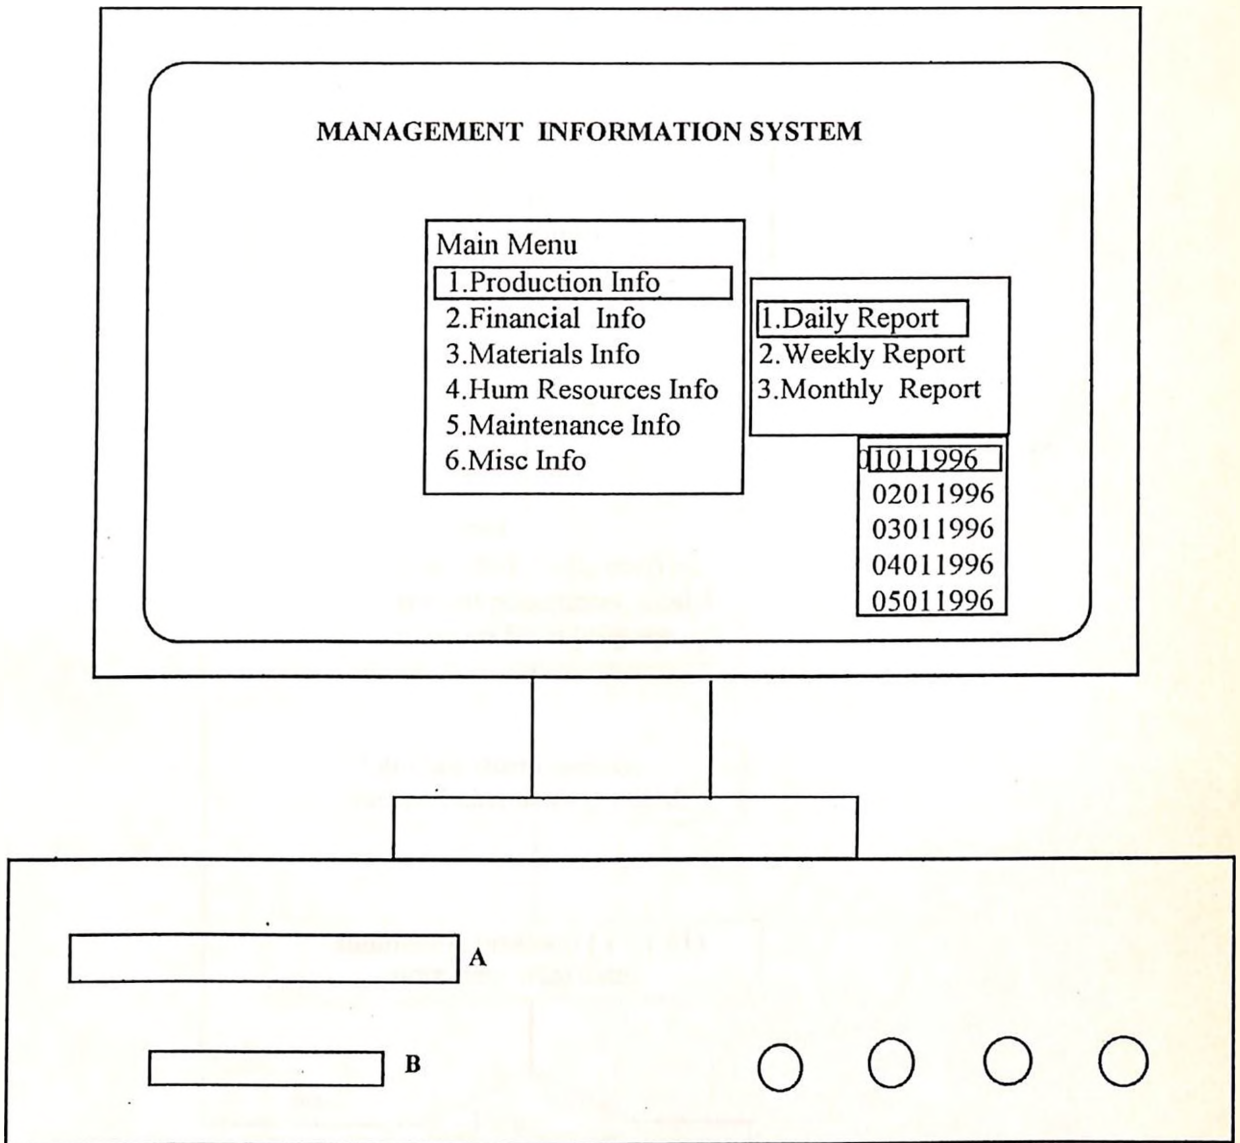 MANAGEMENT INFORMATION SYSTEM
Main Menu
1.Production Info
2.Financial Info
3.Materials Info
4.Hum Resources Info
5.Maintenance Info
6.Misc Info
1.Daily Report
2.Weekly Report
3.Monthly Report
01011996
02011996
03011996
04011996
05011996
A
B